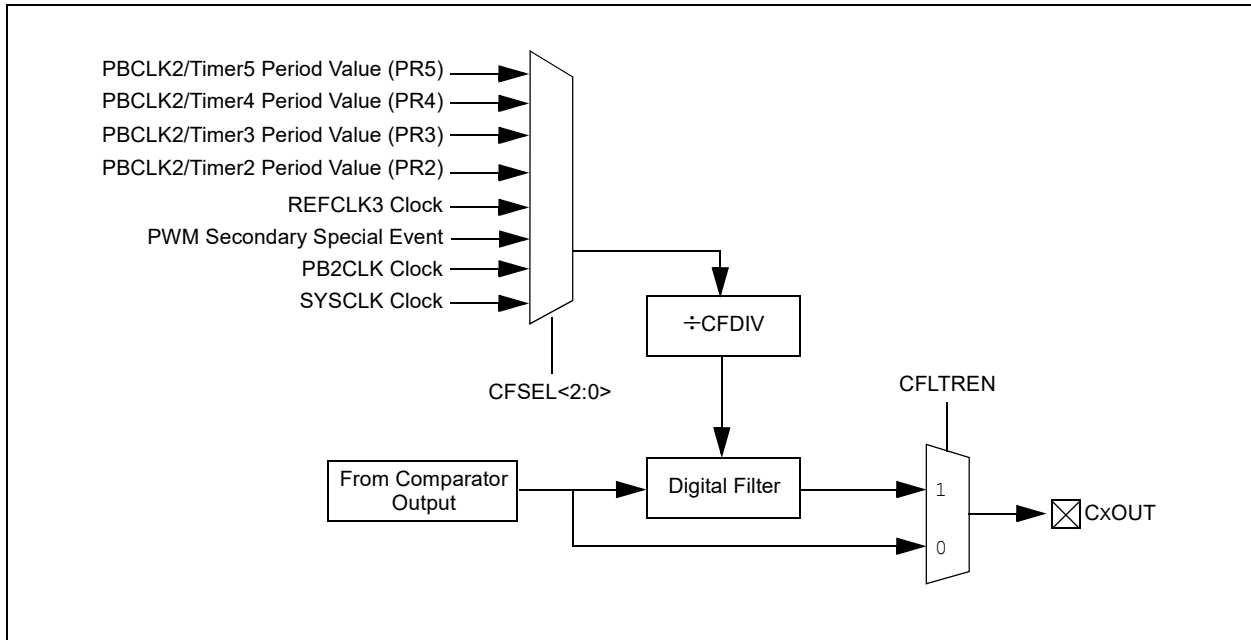 PBCLK2/Timer5 Period Value (PR5)
PBCLK2/Timer4 Period Value (PR4)
PBCLK2/Timer3 Period Value (PR3)
PBCLK2/Timer2 Period Value (PR2)
REFCLK3 Clock
PWM Secondary Special Event
PB2CLK Clock
SYSCLK Clock
÷CFDIV
CFSEL<2:0>
CFLTREN
From Comparator
Output
Digital Filter
1
0
CxOUT